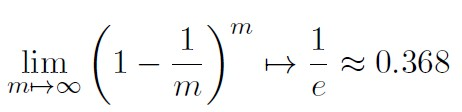 lim m↦∞ (1 − 1/m)^m ↦ 1/e ≈ 0.368